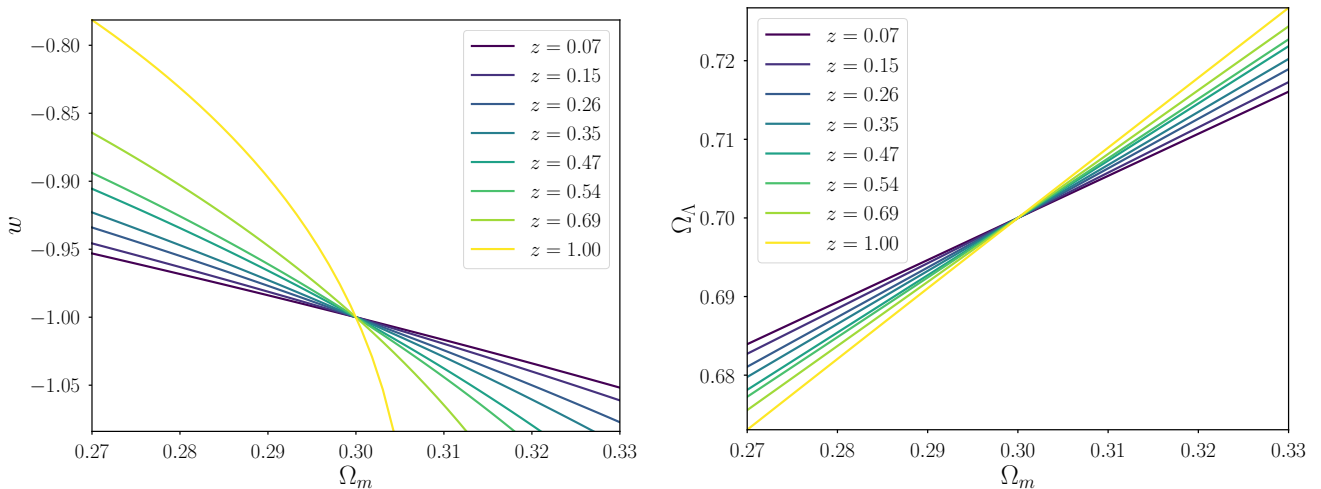 −0.80
−0.85
−0.90
−0.95
−1.00
−1.05
w
0.27
0.28
0.29
0.30
0.31
0.32
0.33
Ωm
z = 0.07
z = 0.15
z = 0.26
z = 0.35
z = 0.47
z = 0.54
z = 0.69
z = 1.00
0.72
0.71
0.70
0.69
0.68
ΩΛ
0.27
0.28
0.29
0.30
0.31
0.32
0.33
Ωm
z = 0.07
z = 0.15
z = 0.26
z = 0.35
z = 0.47
z = 0.54
z = 0.69
z = 1.00